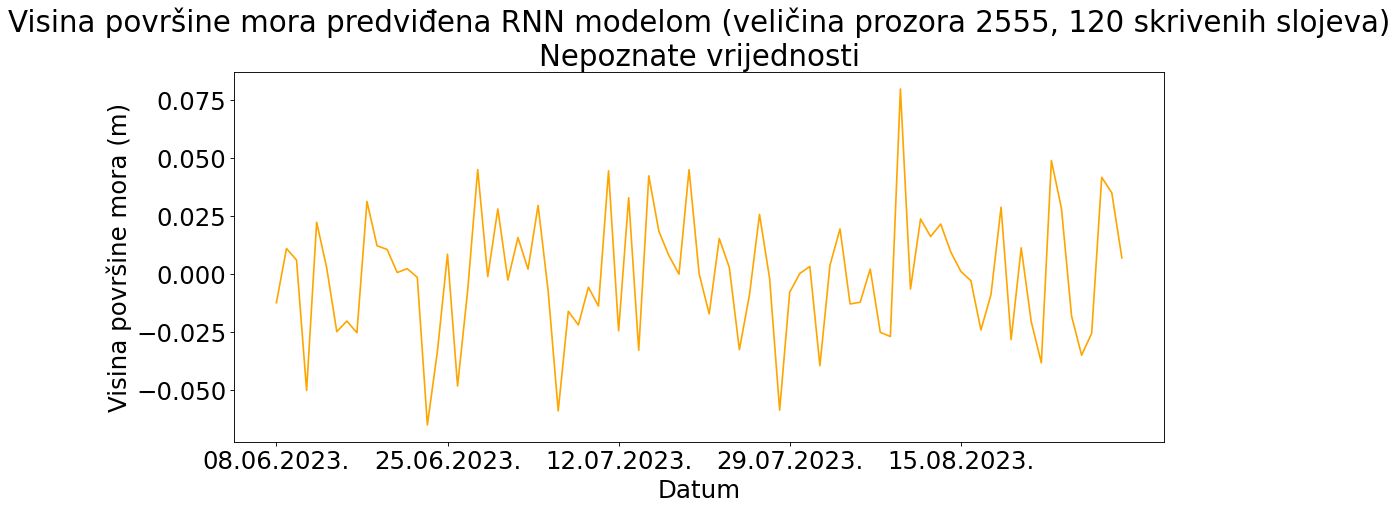 Visina površine mora predviđena RNN modelom (veličina prozora 2555, 120 skrivenih slojeva)
Nepoznate vrijednosti
Visina površine mora (m)
0.075
0.050
0.025
0.000
−0.025
−0.050
08.06.2023. 25.06.2023. 12.07.2023. 29.07.2023. 15.08.2023.
Datum